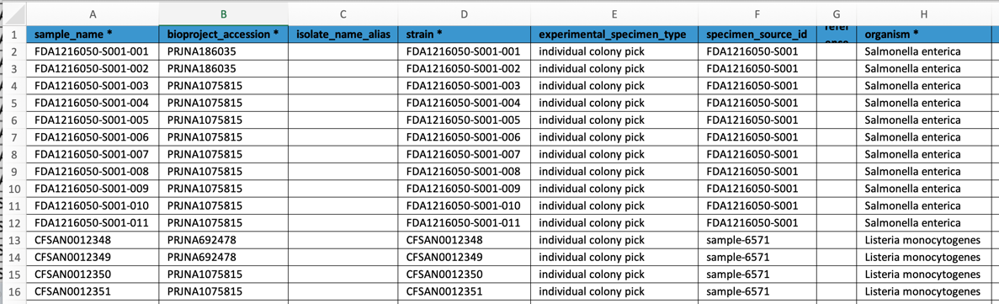 A B C D E F G H
1 sample_name * bioproject_accession * isolate_name_alias strain * experimental_specimen_type specimen_source_id organism *
2 FDA1216050-S001-001 PRJNA186035 FDA1216050-S001-001 individual colony pick FDA1216050-S001 Salmonella enterica
3 FDA1216050-S001-002 PRJNA186035 FDA1216050-S001-002 individual colony pick FDA1216050-S001 Salmonella enterica
4 FDA1216050-S001-003 PRJNA1075815 FDA1216050-S001-003 individual colony pick FDA1216050-S001 Salmonella enterica
5 FDA1216050-S001-004 PRJNA1075815 FDA1216050-S001-004 individual colony pick FDA1216050-S001 Salmonella enterica
6 FDA1216050-S001-005 PRJNA1075815 FDA1216050-S001-005 individual colony pick FDA1216050-S001 Salmonella enterica
7 FDA1216050-S001-006 PRJNA1075815 FDA1216050-S001-006 individual colony pick FDA1216050-S001 Salmonella enterica
8 FDA1216050-S001-007 PRJNA1075815 FDA1216050-S001-007 individual colony pick FDA1216050-S001 Salmonella enterica
9 FDA1216050-S001-008 PRJNA1075815 FDA1216050-S001-008 individual colony pick FDA1216050-S001 Salmonella enterica
10 FDA1216050-S001-009 PRJNA1075815 FDA1216050-S001-009 individual colony pick FDA1216050-S001 Salmonella enterica
11 FDA1216050-S001-010 PRJNA1075815 FDA1216050-S001-010 individual colony pick FDA1216050-S001 Salmonella enterica
12 FDA1216050-S001-011 PRJNA1075815 FDA1216050-S001-011 individual colony pick FDA1216050-S001 Salmonella enterica
13 CFSAN0012348 PRJNA692478 CFSAN0012348 individual colony pick sample-6571 Listeria monocytogenes
14 CFSAN0012349 PRJNA692478 CFSAN0012349 individual colony pick sample-6571 Listeria monocytogenes
15 CFSAN0012350 PRJNA1075815 CFSAN0012350 individual colony pick sample-6571 Listeria monocytogenes
16 CFSAN0012351 PRJNA1075815 CFSAN0012351 individual colony pick sample-6571 Listeria monocytogenes